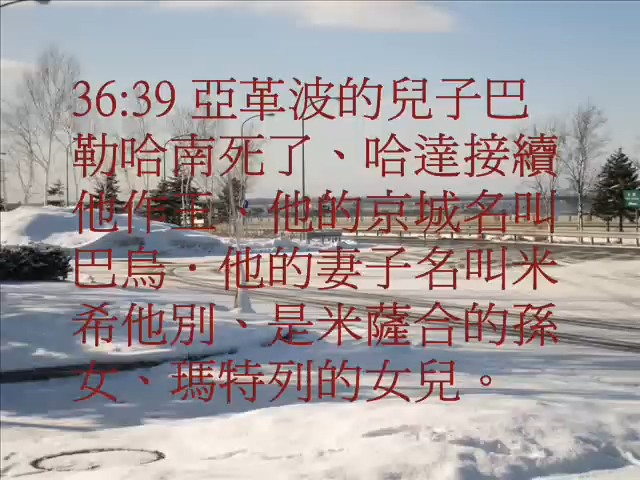 36:39 亞革波的兒子巴
勒哈南死了、哈達接續
他作王、他的京城名叫
巴烏．他的妻子名叫米
希他別、是米薩合的孫
女、瑪特列的女兒。